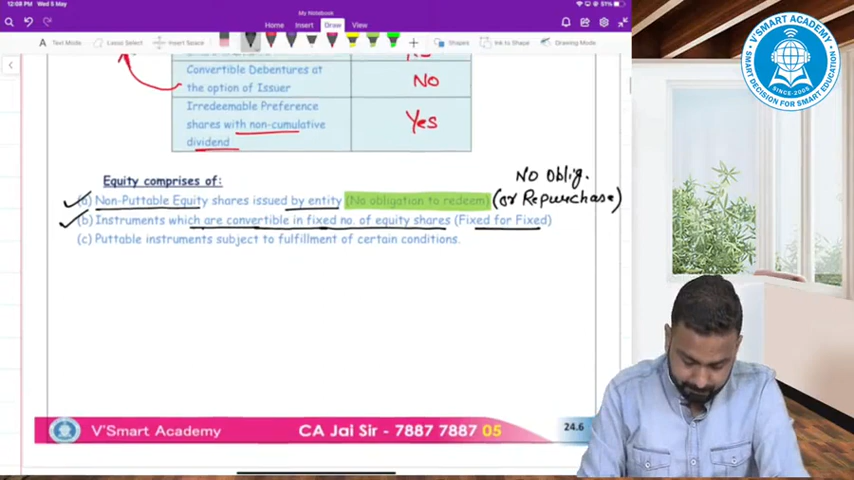 12:08 PM Wed 5 May
51%
My Notebook
Home Insert Draw View
Text Mode Lasso Select Insert Space Shapes Ink to Shape Drawing Mode
Convertible Debentures at
the option of Issuer
NO
Irredeemable Preference
shares with non-cumulative
dividend
Yes
Equity comprises of:
No Oblig.
(a) Non-Puttable Equity shares issued by entity (No obligation to redeem) (or Repurchase)
(b) Instruments which are convertible in fixed no. of equity shares (Fixed for Fixed)
(c) Puttable instruments subject to fulfillment of certain conditions.
V'Smart Academy CA Jai Sir - 7887 7887 05 24.6
V'SMART ACADEMY
SINCE-2005
SMART DECISION FOR SMART EDUCATION